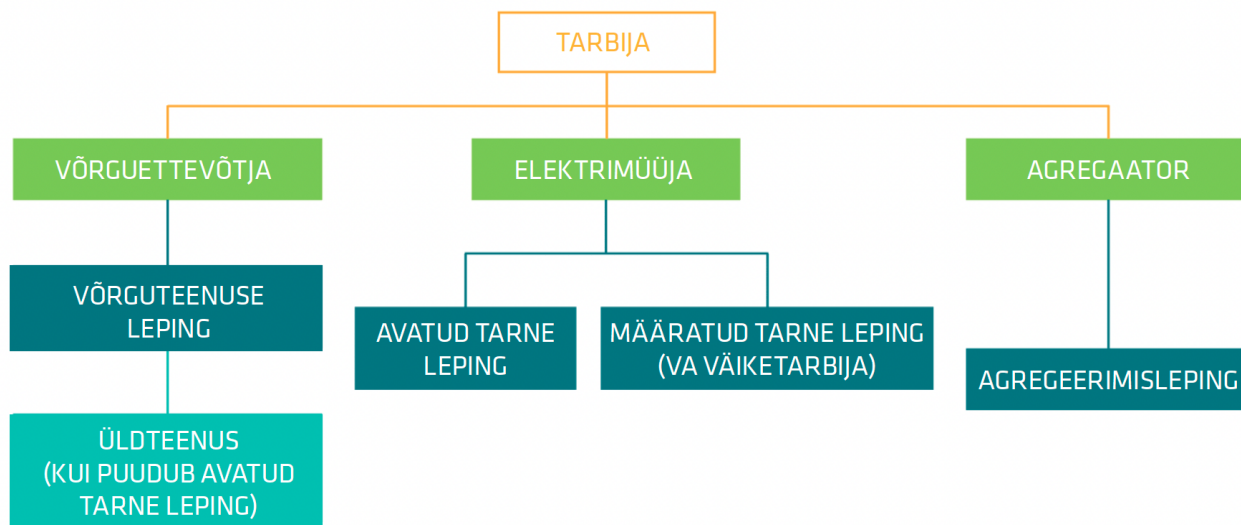 TARBIJA
VÕRGUETTEVÕTJA
ELEKTRIMÜÜJA
AGREGAATOR
VÕRGUTEENUSE
LEPING
AVATUD TARNE
LEPING
MÄÄRATUD TARNE LEPING
(VA VÄIKETARBIJA)
AGREGEERIMISLEPING
ÜLDTEENUS
(KUI PUUDUB AVATUD
TARNE LEPING)